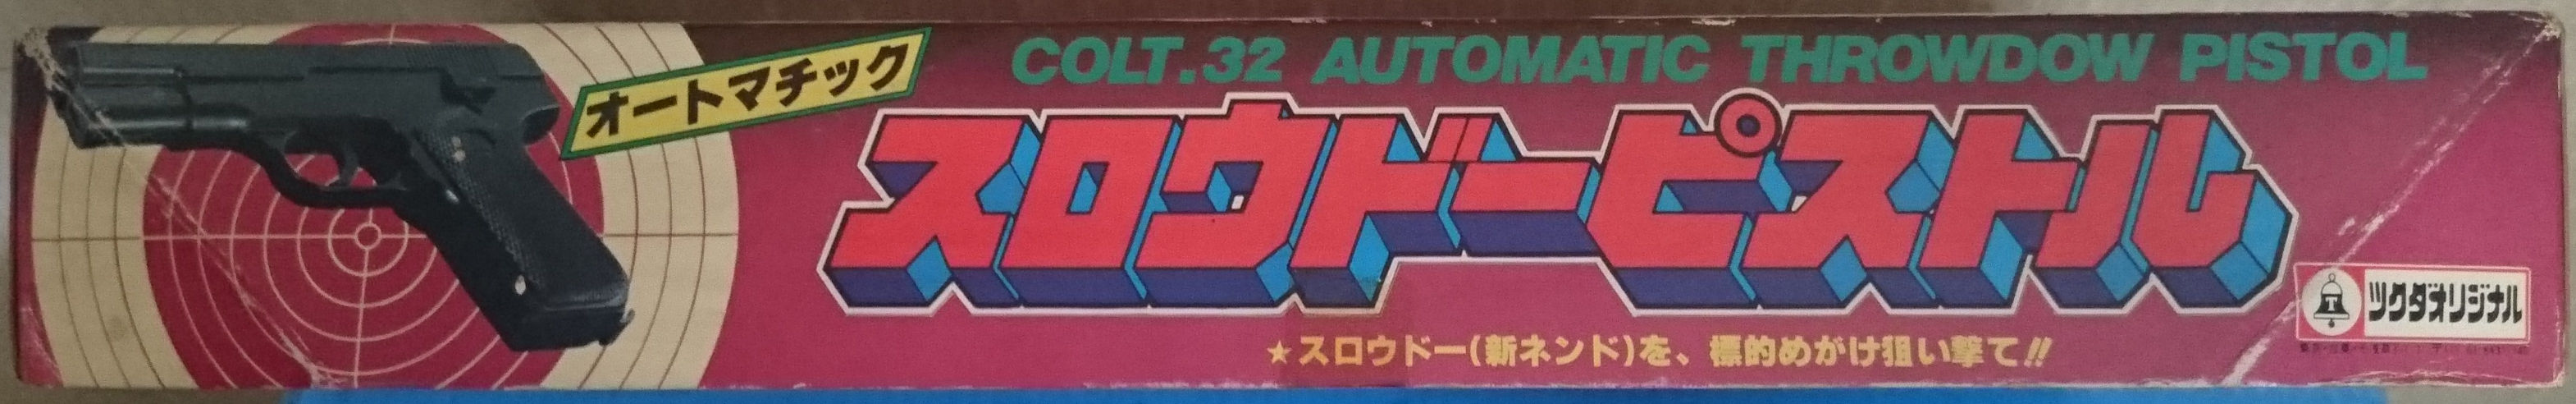 オートマチック
COLT.32 AUTOMATIC THROWDOW PISTOL
スロウドーピストル
★スロウドー(新ネンド)を、標的めがけ狙い撃て!!
T
ツクダオリジナル